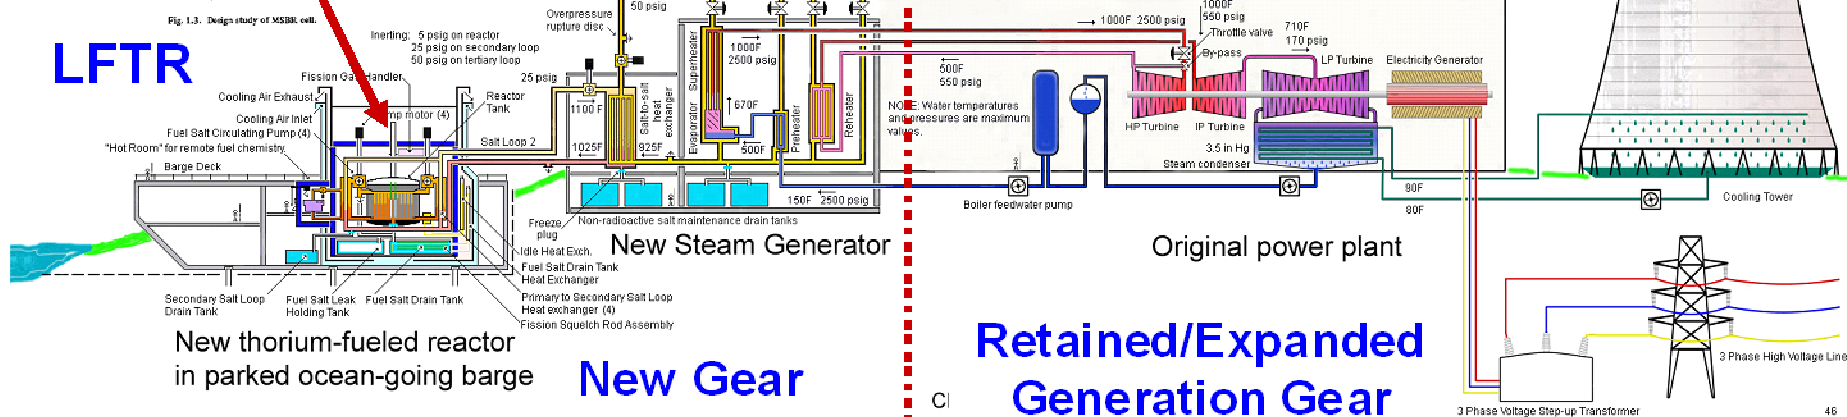 Fig. 1.3. Design study of MSBR cell.
LFTR
Inerting: 5 psig on reactor
25 psig on secondary loop
50 psig on tertiary loop
Fission Gas Handler
Cooling Air Exhaust
Cooling Air Inlet
Fuel Salt Circulating Pump (4)
"Hot Room" for remote fuel chemistry.
Barge Deck
mp motor (4)
Reactor
Tank
25 psig
Salt Loop 2
Overpressure
rupture disc
50 psig
1100 F
1025F
925F
Salt-to-salt
heat
exchanger
Evaporator
Superheater
1000F
2500 psig
670F
500F
Preheater
Reheater
150F 2500 psig
Freeze
plug
Non-radioactive salt maintenance drain tanks
New Steam Generator
Idle Heat Exch.
Fuel Salt Drain Tank
Heat Exchanger
Primary to Secondary Salt Loop
Heat exchanger (4)
Fission Squelch Rod Assembly
Secondary Salt Loop
Drain Tank
Fuel Salt Leak
Holding Tank
Fuel Salt Drain Tank
New thorium-fueled reactor
in parked ocean-going barge
New Gear
1000F 2500 psig
1000F
550 psig
Throttle valve
By-pass
710F
170 psig
LP Turbine
Electricity Generator
500F
550 psig
NOTE: Water temperatures
and pressures are maximum
values.
HP Turbine
IP Turbine
3.5 in Hg
Steam condenser
Boiler feedwater pump
90F
80F
Cooling Tower
Original power plant
Retained/Expanded
Generation Gear
3 Phase High Voltage Line
3 Phase Voltage Step-up Transformer
46